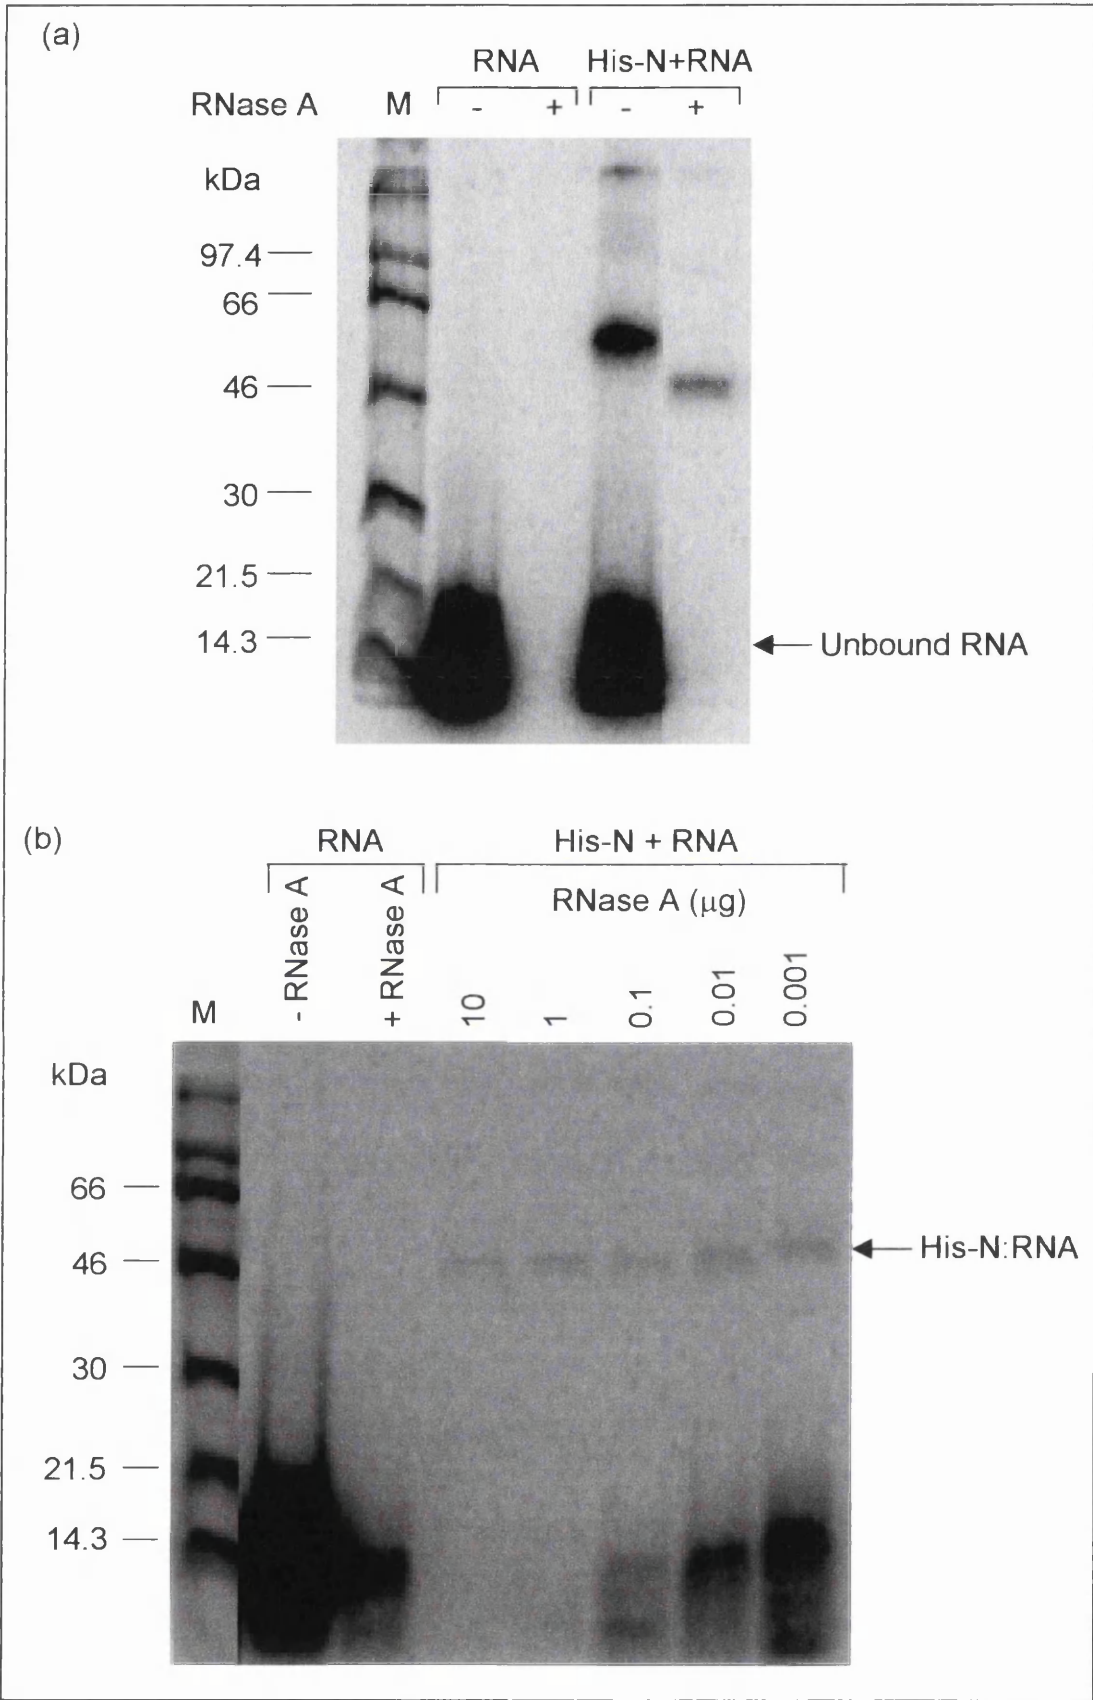 (a)
RNA His-N+RNA
RNase A M - + - +
kDa
97.4
66
46
30
21.5
14.3
Unbound RNA
(b)
RNA His-N + RNA
- RNase A
+ RNase A
RNase A (µg)
M 10 1 0.1 0.01 0.001
kDa
66
46
His-N:RNA
30
21.5
14.3